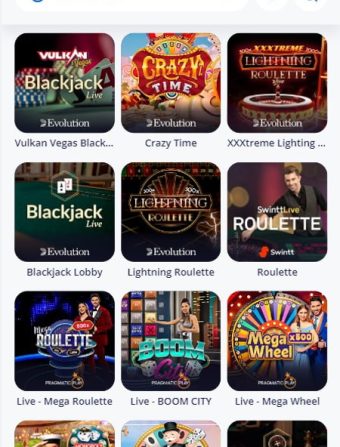 VULKAN
Vegas
Blackjack
Live
Evolution
CRAZY
TIME
Evolution
XXXTREME
LIGHTNING
ROULETTE
LIVE
Evolution
Vulkan Vegas Black...
Crazy Time
XXXtreme Lighting ...
Blackjack
Live
Evolution
LIGHTNING
ROULETTE
Evolution
SwinttLive
ROULETTE
Swintt
Blackjack Lobby
Lightning Roulette
Roulette
Mega
ROULETTE
500x
PRAGMATIC PLAY
BOOM
City
PRAGMATIC PLAY
Mega
Wheel
x500
PRAGMATIC PLAY
Live - Mega Roulette
Live - BOOM CITY
Live - Mega Wheel